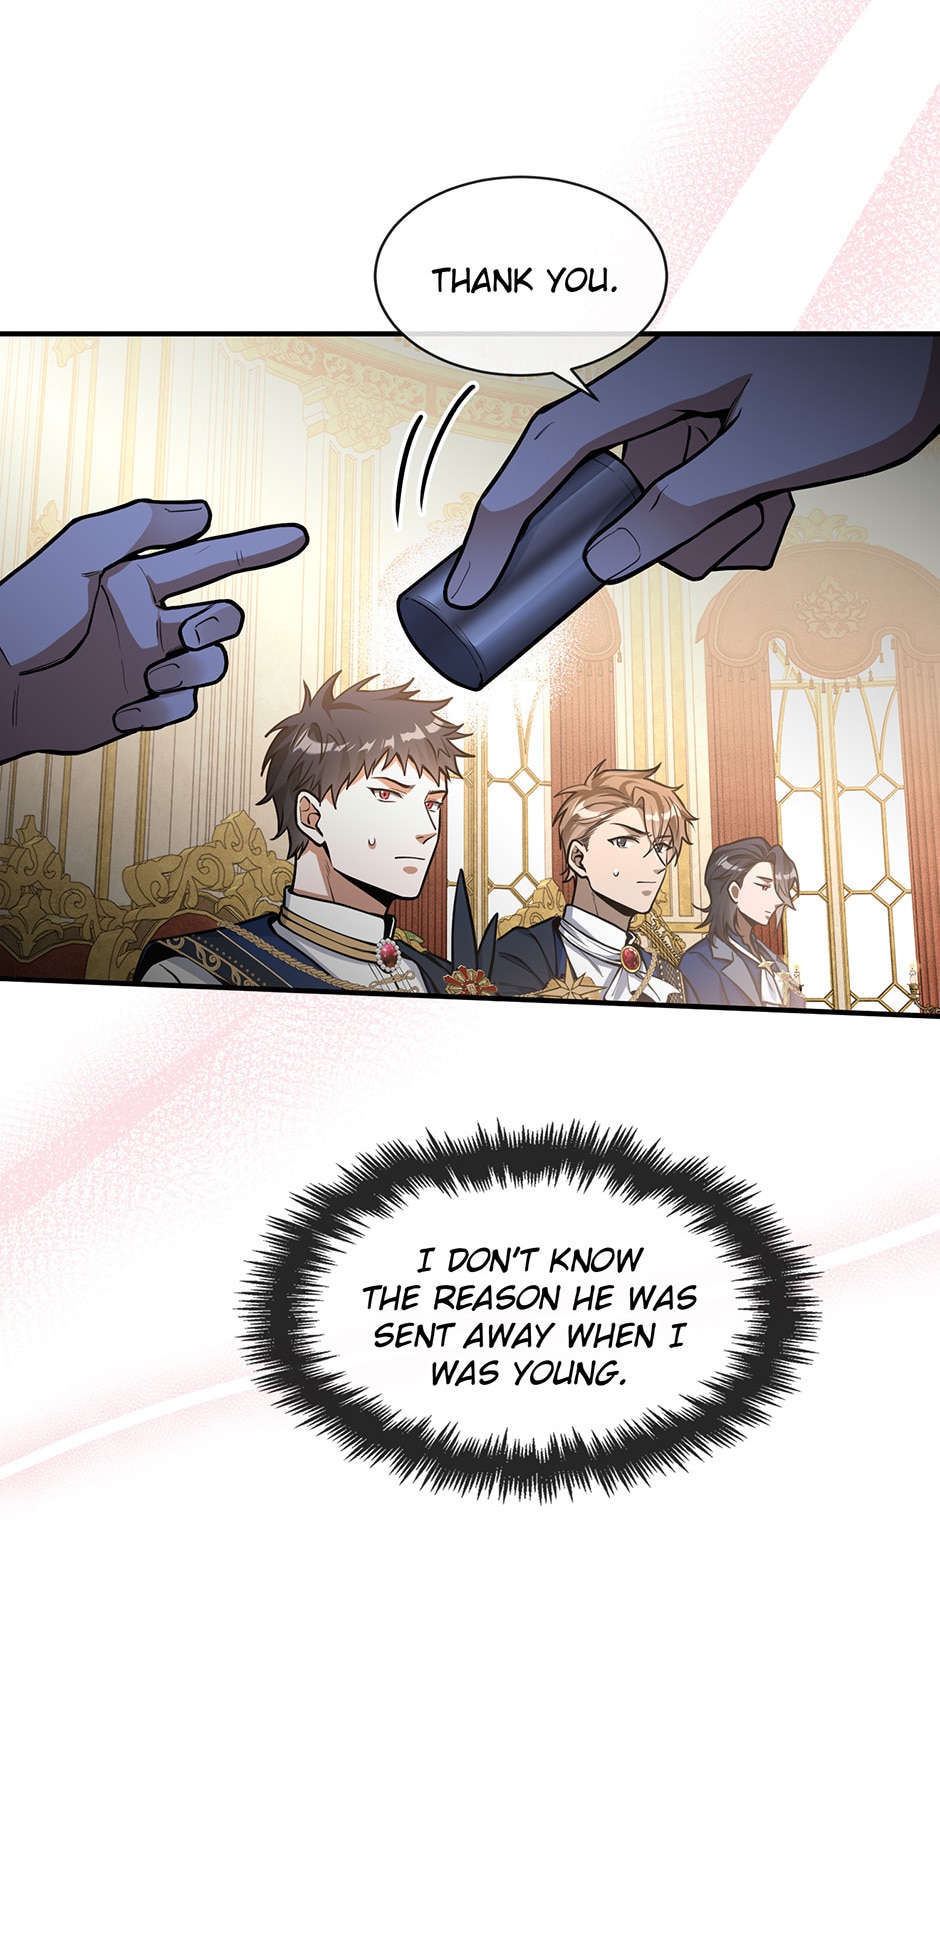 THANK YOU.
I DON'T KNOW
THE REASON HE WAS
SENT AWAY WHEN I
WAS YOUNG.